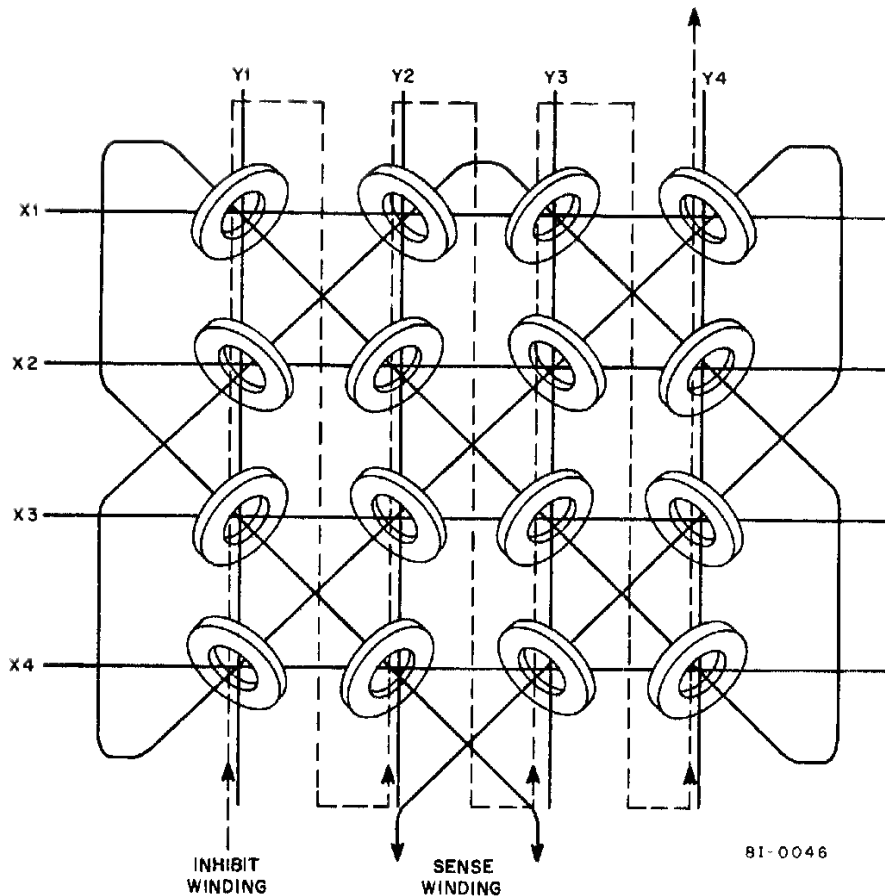 Y1 Y2 Y3 Y4
X1
X2
X3
X4
INHIBIT
WINDING
SENSE
WINDING
8I-0046